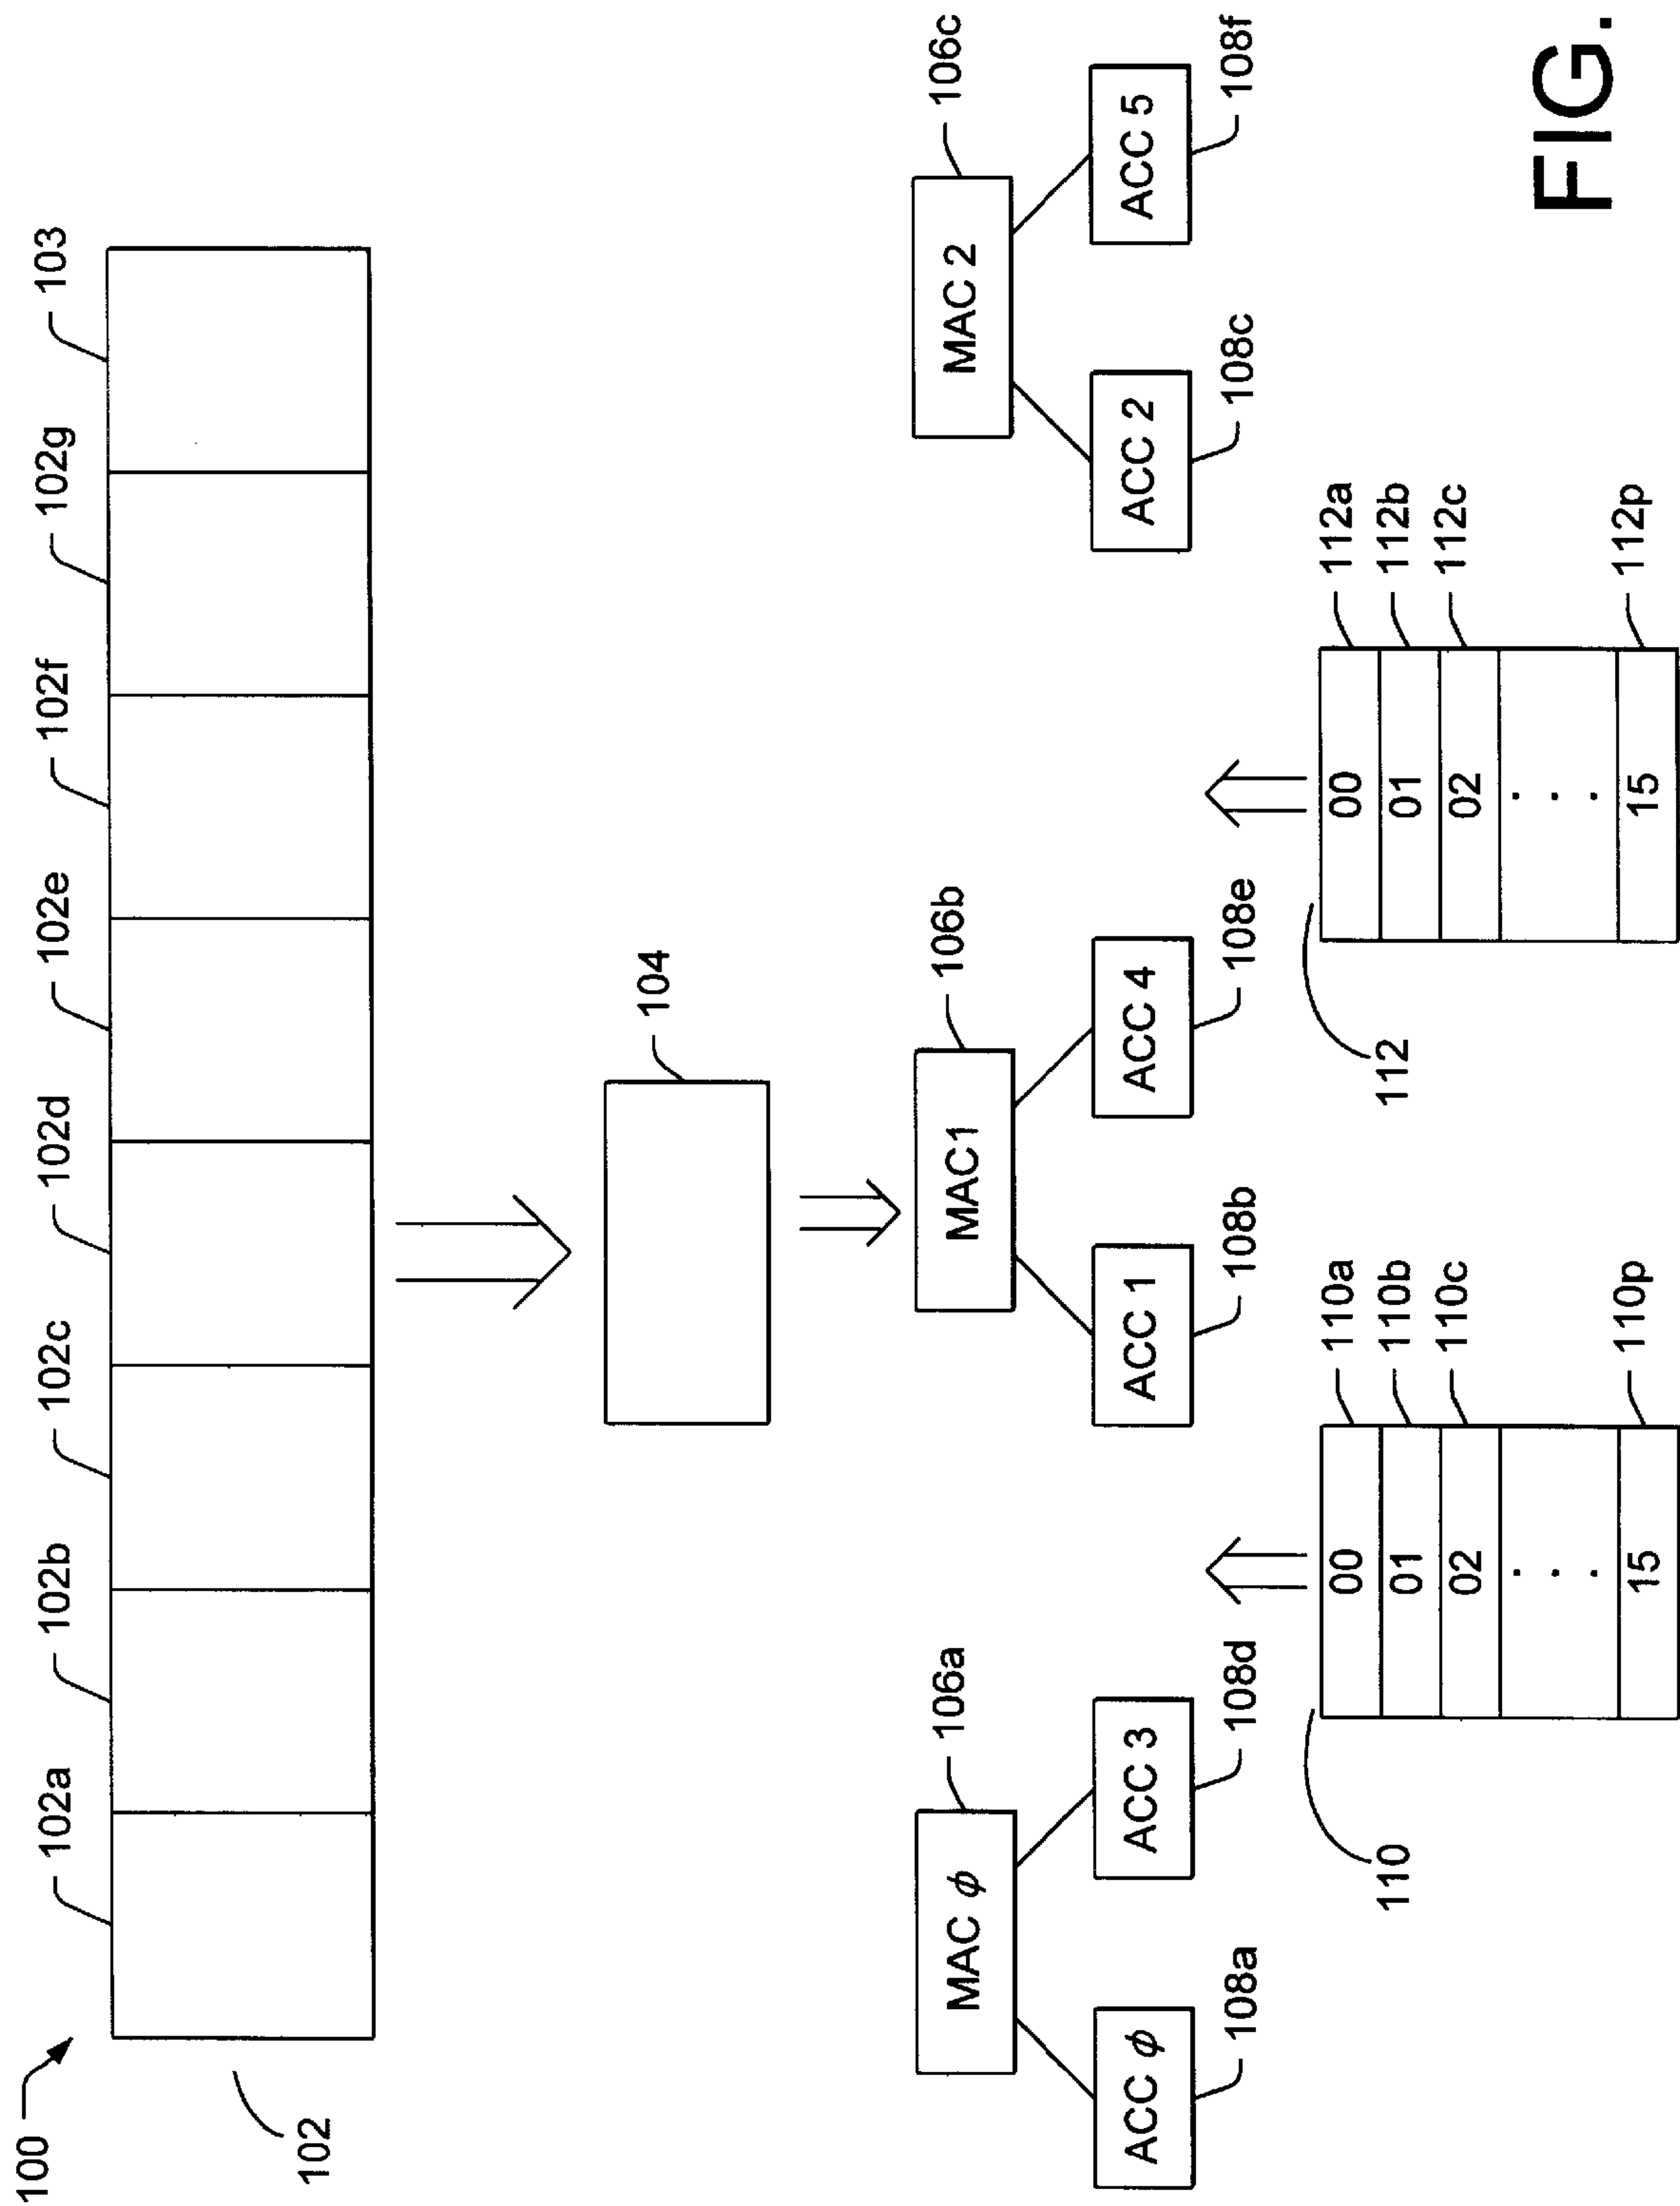 100
102
102a 102b 102c 102d 102e 102f 102g 103
104
106a 106b 106c
MAC ϕ MAC1 MAC 2
ACC ϕ ACC 3 ACC 1 ACC 4 ACC 2 ACC 5
108a 108d 108b 108e 108c 108f
110 112
00 110a 00 112a
01 110b 01 112b
02 110c 02 112c
. . . . . .
15 110p 15 112p
FIG.